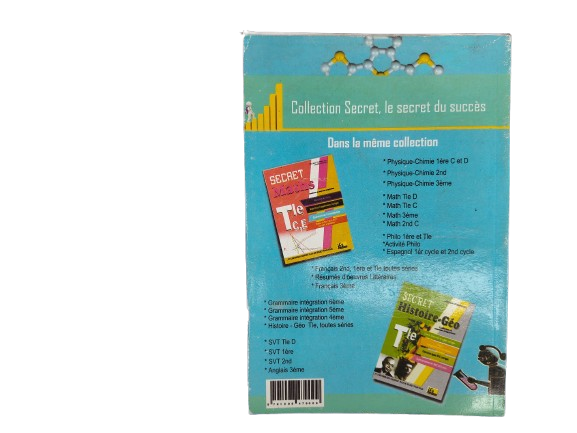 Collection Secret, le secret du succès
Dans la même collection
* Physique-Chimie 1ère C et D
* Physique-Chimie 2nd
* Physique-Chimie 3ème
* Math Tle D
* Math Tle C
* Math 3ème
* Math 2nd C
* Philo 1ère et Tle
*Activité Philo
* Espagnol 1er cycle et 2nd cycle
SECRET
Maths
Tle
C,E
* Français 2nd, 1ère et Tle toutes séries
* Résumés d'oeuvres Littéraires
* Français 3ème
* Grammaire intégration 6ème
* Grammaire intégration 5ème
* Grammaire intégration 4ème
* Histoire - Géo Tle, toutes séries
* SVT Tle D
* SVT 1ère
* SVT 2nd
* Anglais 3ème
SECRET
Histoire-Géo
Tle